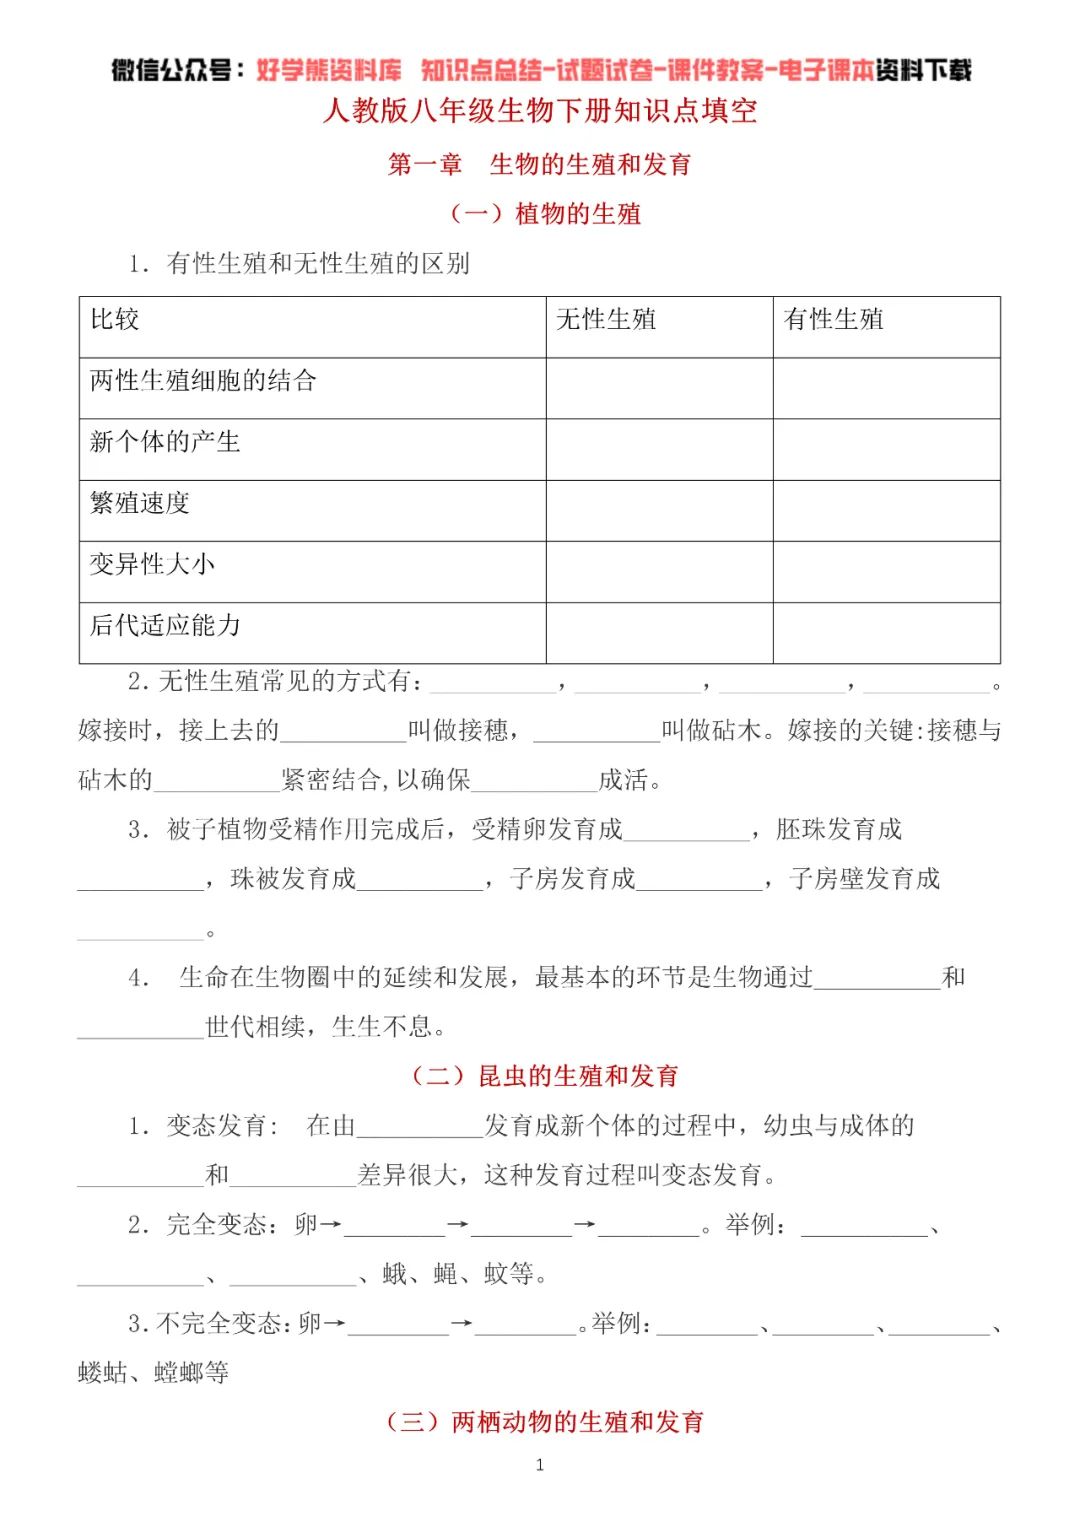 微信公众号：好学熊资料库 知识点总结-试题试卷-课件教案-电子课本资料下载
人教版八年级生物下册知识点填空
第一章 生物的生殖和发育
（一）植物的生殖
1．有性生殖和无性生殖的区别
比较 无性生殖 有性生殖
两性生殖细胞的结合
新个体的产生
繁殖速度
变异性大小
后代适应能力
2.无性生殖常见的方式有：__________，__________，__________，__________。
嫁接时，接上去的__________叫做接穗，__________叫做砧木。嫁接的关键:接穗与
砧木的__________紧密结合,以确保__________成活。
3．被子植物受精作用完成后，受精卵发育成__________，胚珠发育成
__________，珠被发育成__________，子房发育成__________，子房壁发育成
__________。
4． 生命在生物圈中的延续和发展，最基本的环节是生物通过__________和
__________世代相续，生生不息。
（二）昆虫的生殖和发育
1．变态发育： 在由__________发育成新个体的过程中，幼虫与成体的
__________和__________差异很大，这种发育过程叫变态发育。
2．完全变态：卵→________→________→________。举例：__________、
__________、__________、蛾、蝇、蚊等。
3.不完全变态：卵→________→________。举例：________、________、________、
蝼蛄、螳螂等
（三）两栖动物的生殖和发育
1